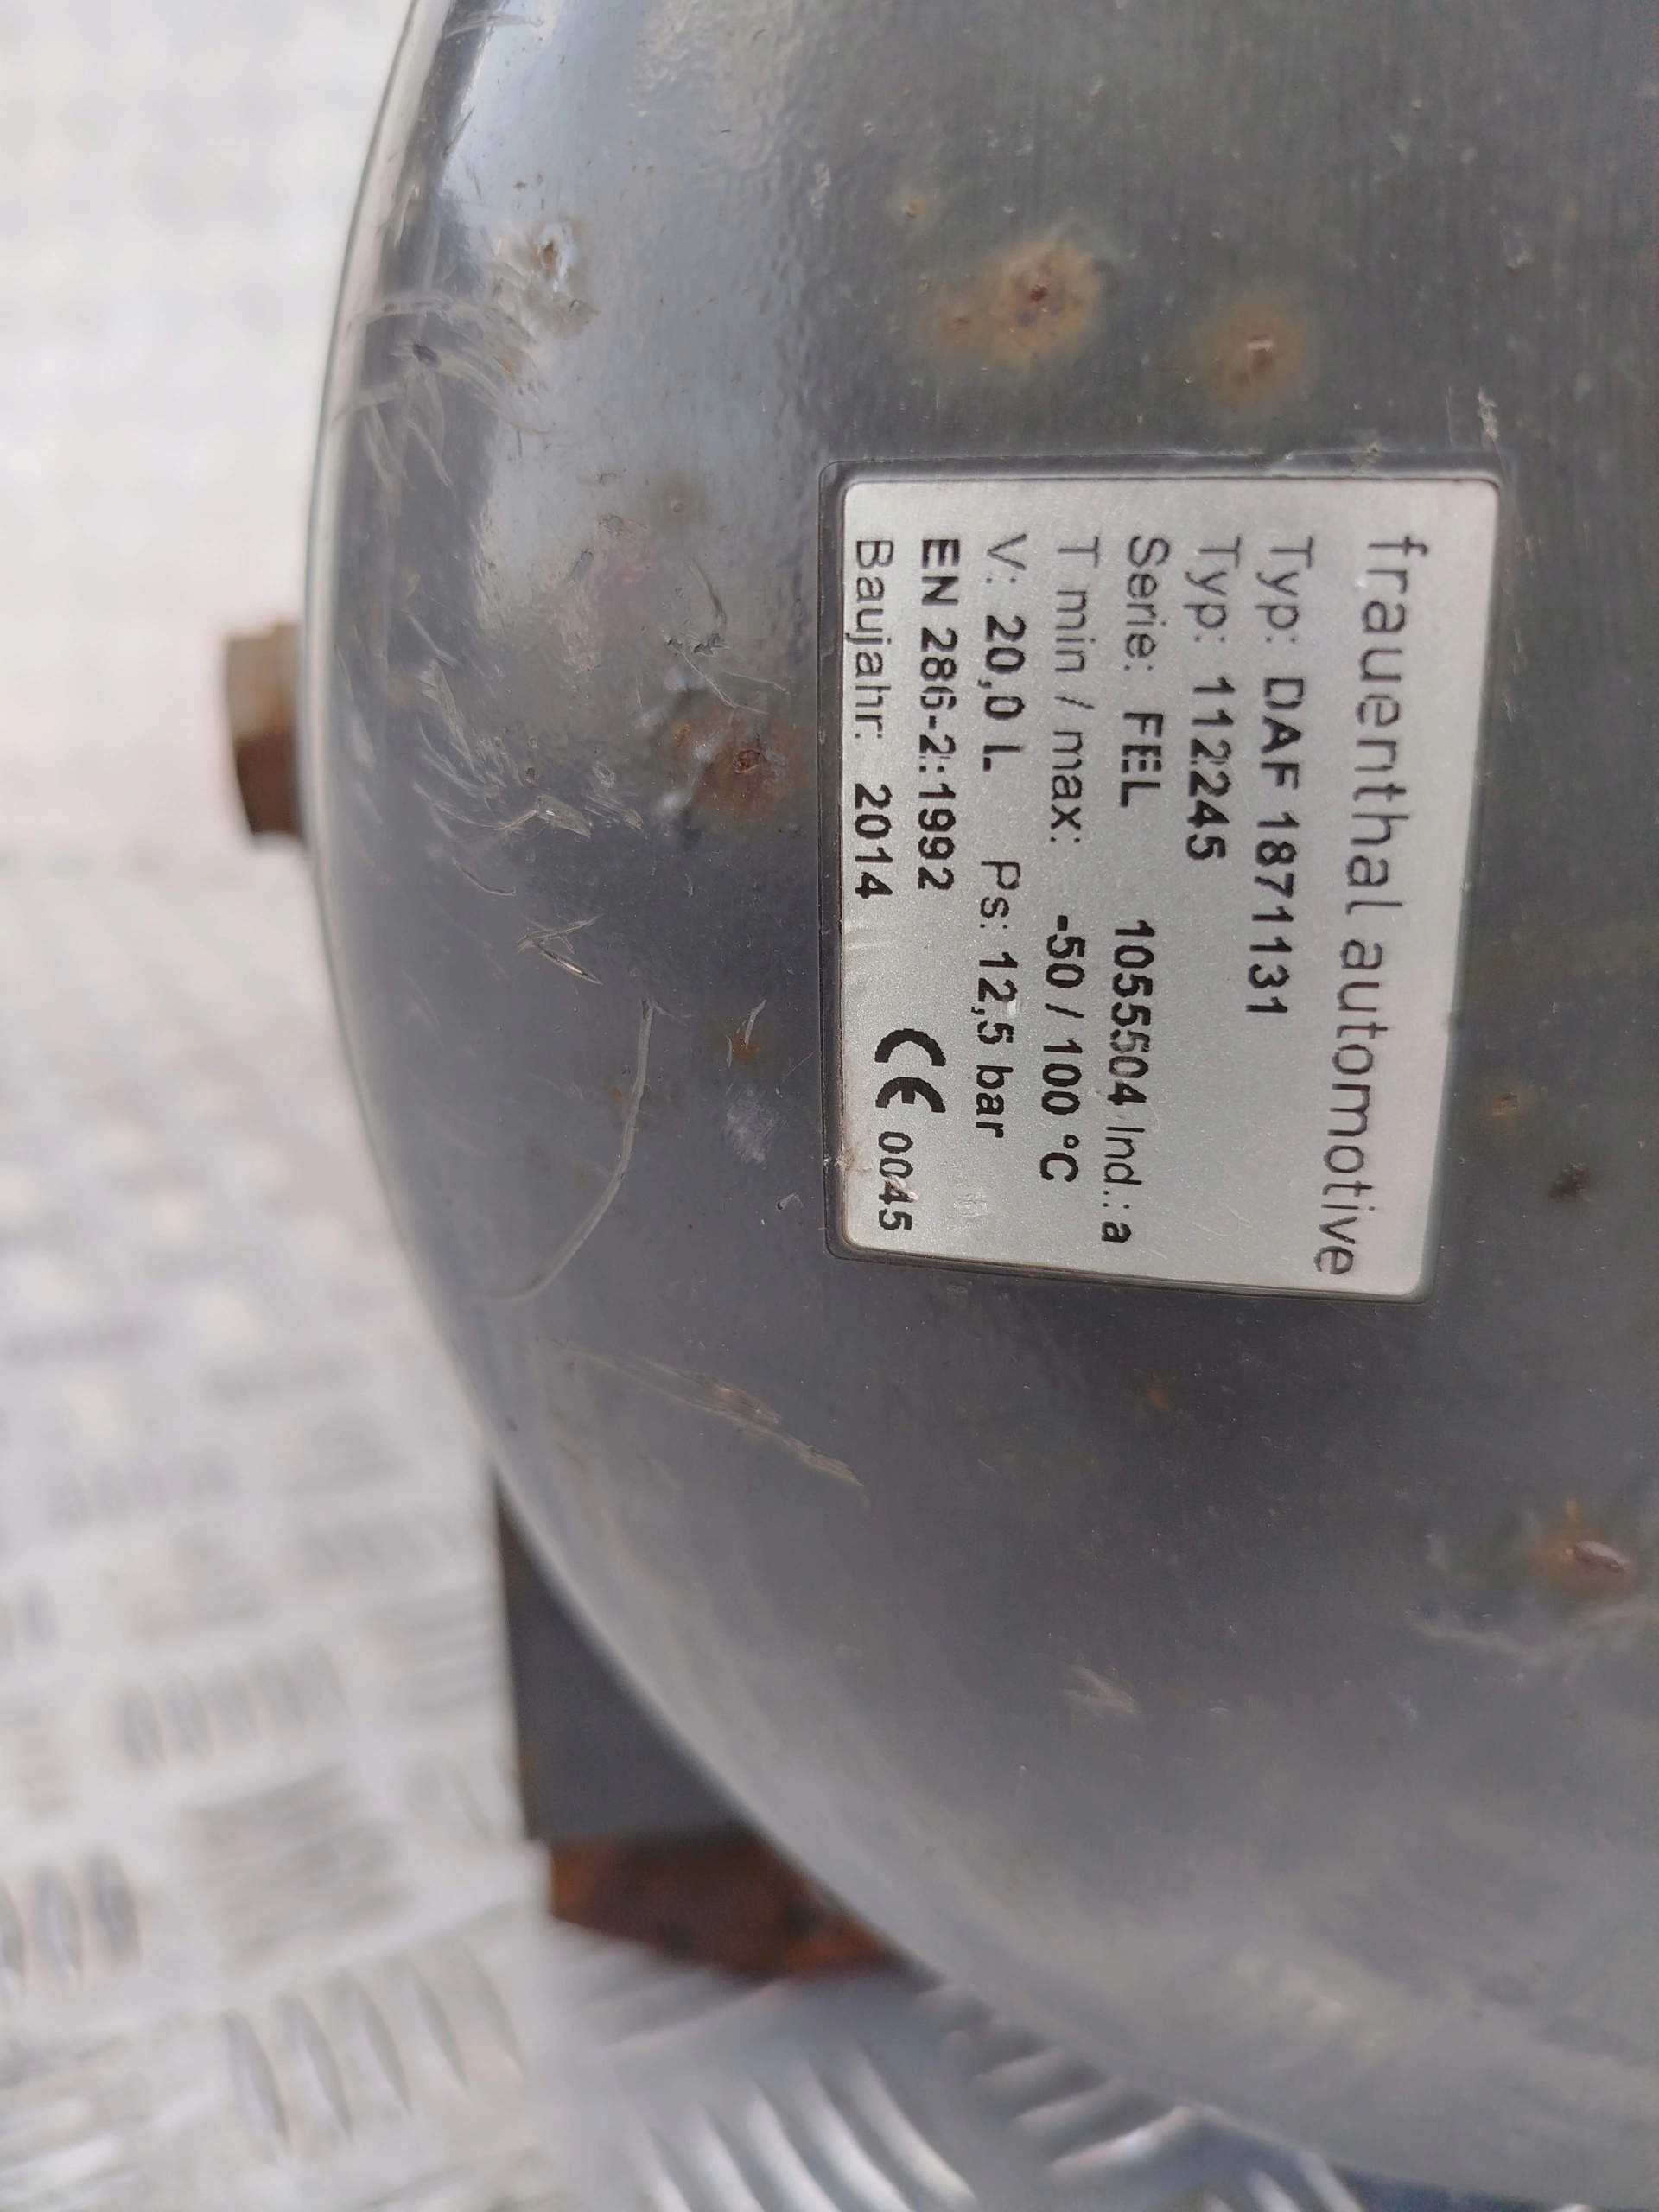 frauenthal automotive
Typ: DAF 1871131
Typ: 112245
Serie: FEL 1055504 Ind.: a
T min / max: -50 / 100 °C
V: 20,0 L Ps: 12,5 bar
EN 286-2:1992
Baujahr: 2014 CE 0045